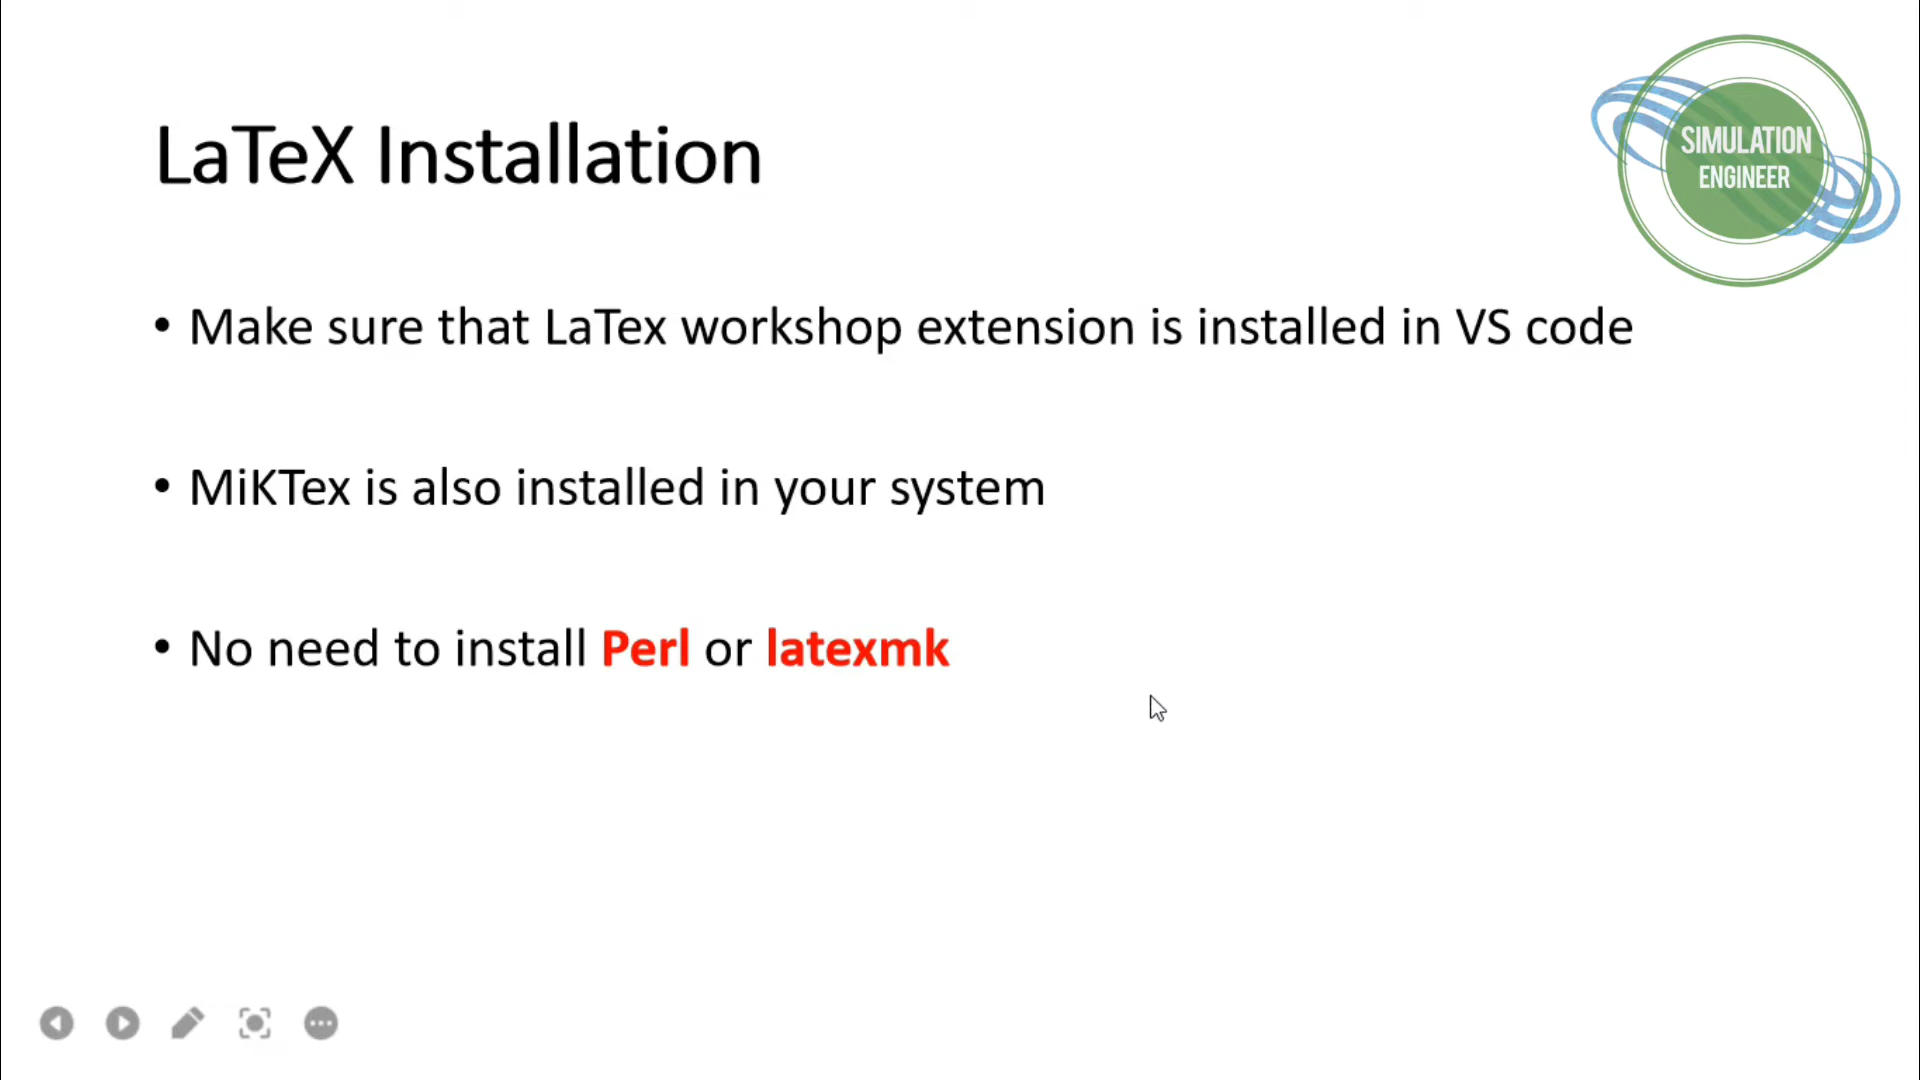 LaTeX Installation
SIMULATION
ENGINEER
• Make sure that LaTex workshop extension is installed in VS code
• MiKTex is also installed in your system
• No need to install Perl or latexmk